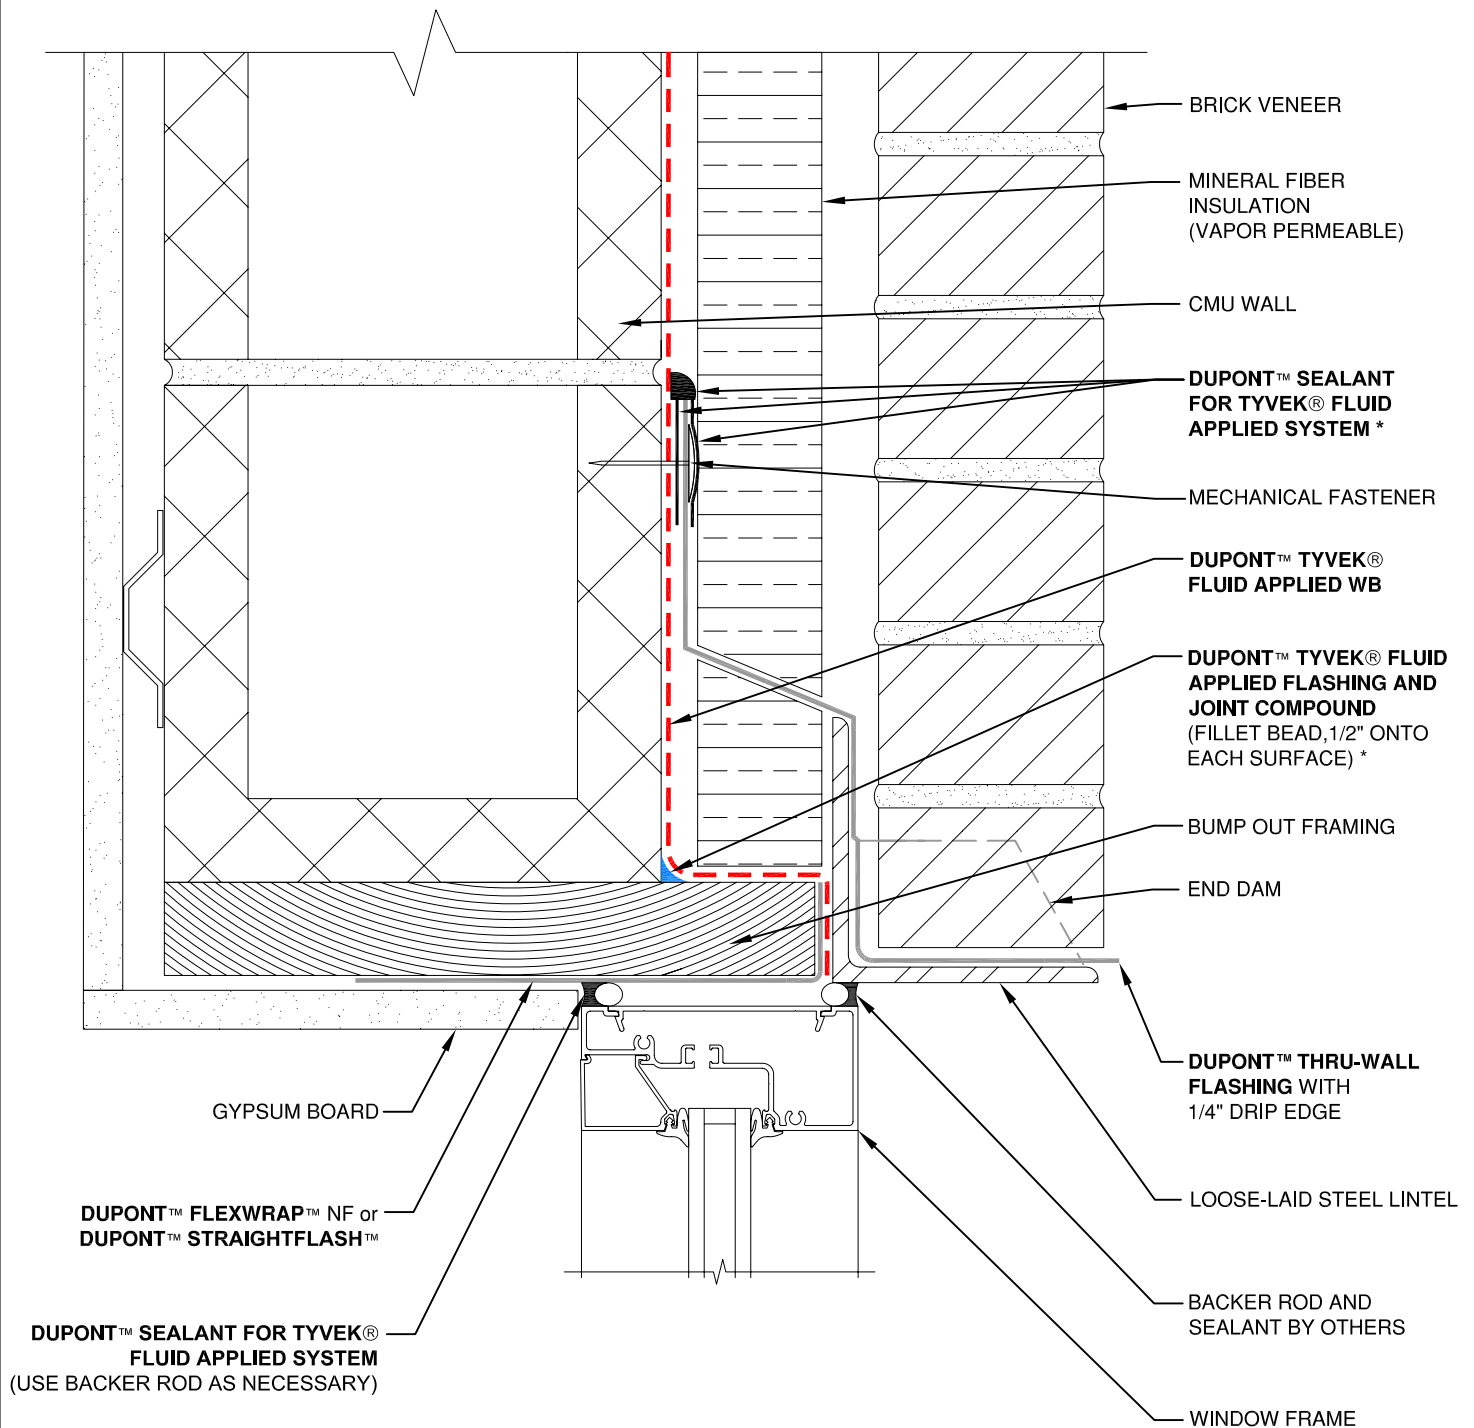 BRICK VENEER
MINERAL FIBER
INSULATION
(VAPOR PERMEABLE)
CMU WALL
DUPONT™ SEALANT
FOR TYVEK® FLUID
APPLIED SYSTEM *
MECHANICAL FASTENER
DUPONT™ TYVEK®
FLUID APPLIED WB
DUPONT™ TYVEK® FLUID
APPLIED FLASHING AND
JOINT COMPOUND
(FILLET BEAD,1/2" ONTO
EACH SURFACE) *
BUMP OUT FRAMING
END DAM
DUPONT™ THRU-WALL
FLASHING WITH
1/4" DRIP EDGE
LOOSE-LAID STEEL LINTEL
BACKER ROD AND
SEALANT BY OTHERS
WINDOW FRAME
GYPSUM BOARD
DUPONT™ FLEXWRAP™ NF or
DUPONT™ STRAIGHTFLASH™
DUPONT™ SEALANT FOR TYVEK®
FLUID APPLIED SYSTEM
(USE BACKER ROD AS NECESSARY)